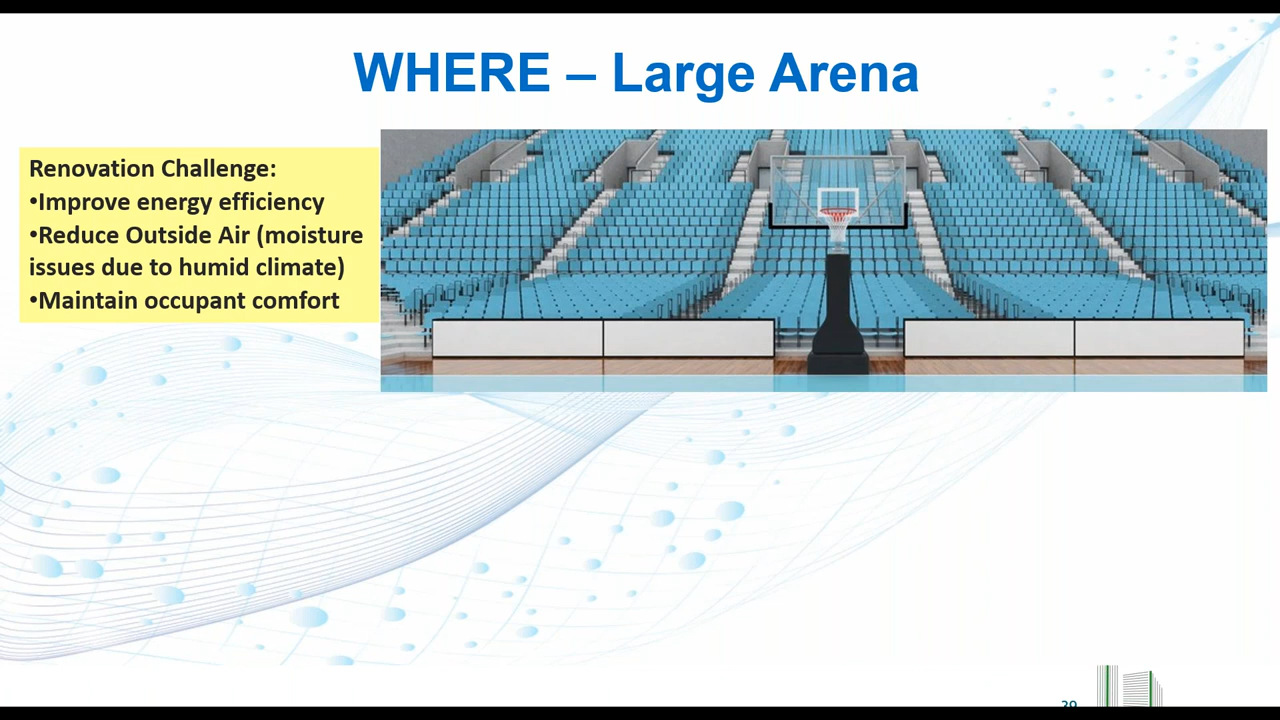 WHERE – Large Arena
Renovation Challenge:
•Improve energy efficiency
•Reduce Outside Air (moisture
issues due to humid climate)
•Maintain occupant comfort